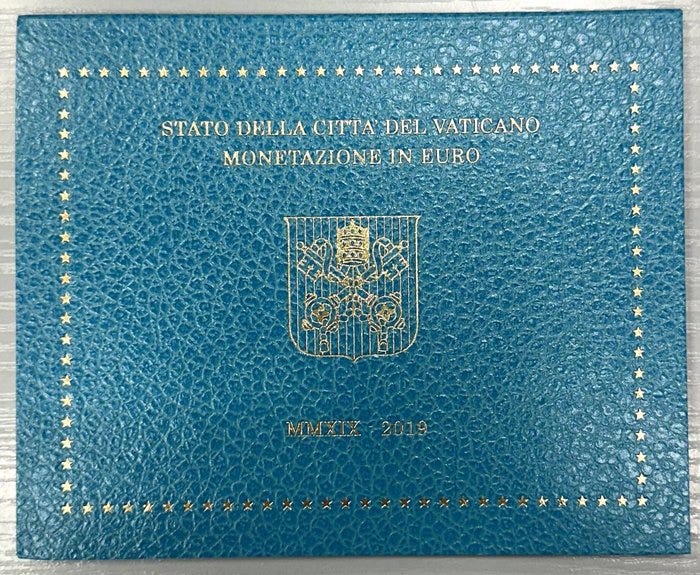 STATO DELLA CITTA' DEL VATICANO
MONETAZIONE IN EURO
MMXIX - 2019